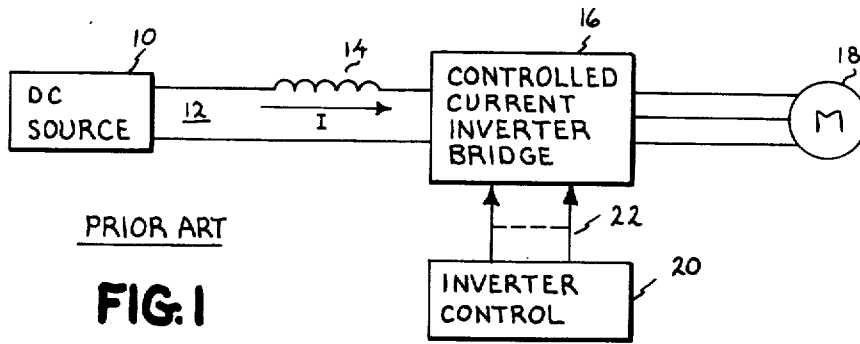 10
14
16
18
DC
SOURCE
12
I
CONTROLLED
CURRENT
INVERTER
BRIDGE
M
22
PRIOR ART
20
INVERTER
CONTROL
FIG.1